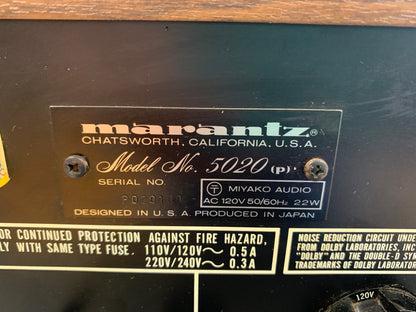 marantz®
CHATSWORTH, CALIFORNIA, U.S.A.
Model No. 5020 (P)
SERIAL NO.
T MIYAKO AUDIO
AC 120V 50/60Hz 22W
DESIGNED IN U.S.A. PRODUCED IN JAPAN
OR CONTINUED PROTECTION AGAINST FIRE HAZARD,
LY WITH SAME TYPE FUSE. 110V/120V~ 0.5A
220V/240V~ 0.3A
NOISE REDUCTION CIRCUIT UNDER
FROM DOLBY LABORATORIES, INC
"DOLBY" AND THE DOUBLE-D SY
TRADEMARKS OF DOLBY LABORATO
120V